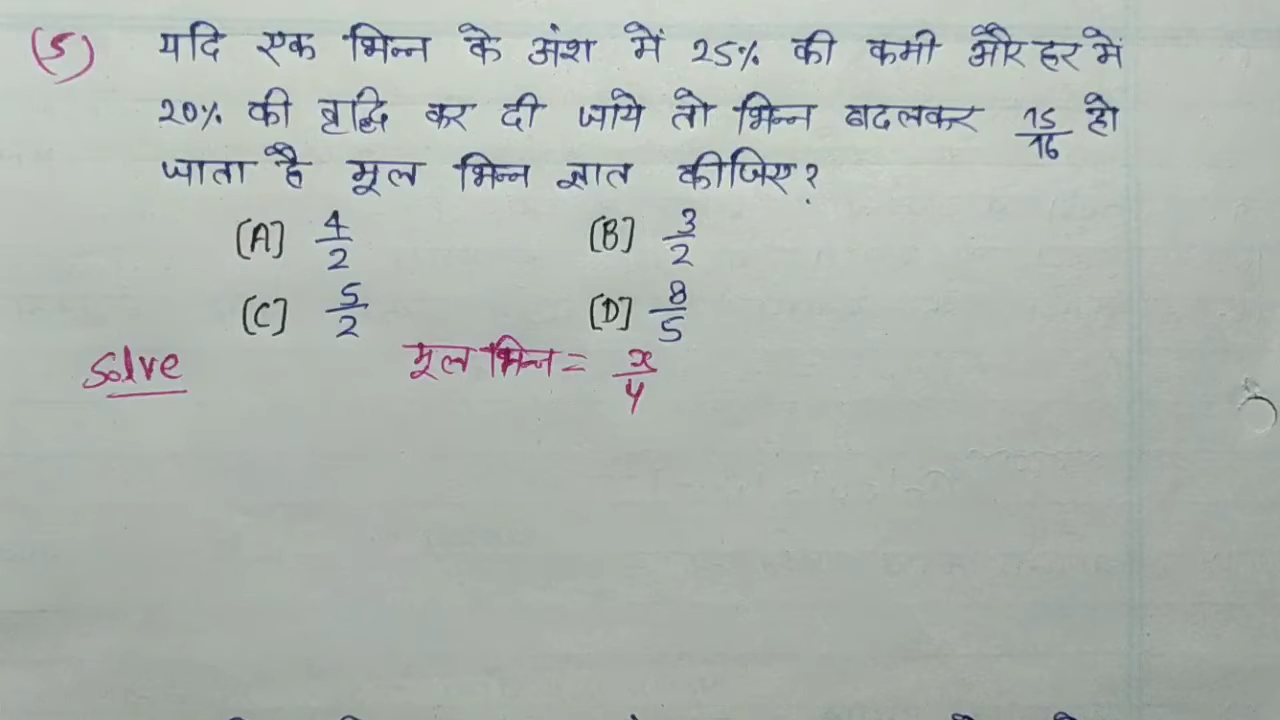 (5) यदि एक भिन्न के अंश में 25% की कमी और हर में
20% की वृद्धि कर दी जाये तो भिन्न बदलकर 15/16 हो
जाता है मूल भिन्न ज्ञात कीजिए?
(A) 4/2 (B) 3/2
(C) 5/2 (D) 8/5
Solve मूल भिन्न = x/y